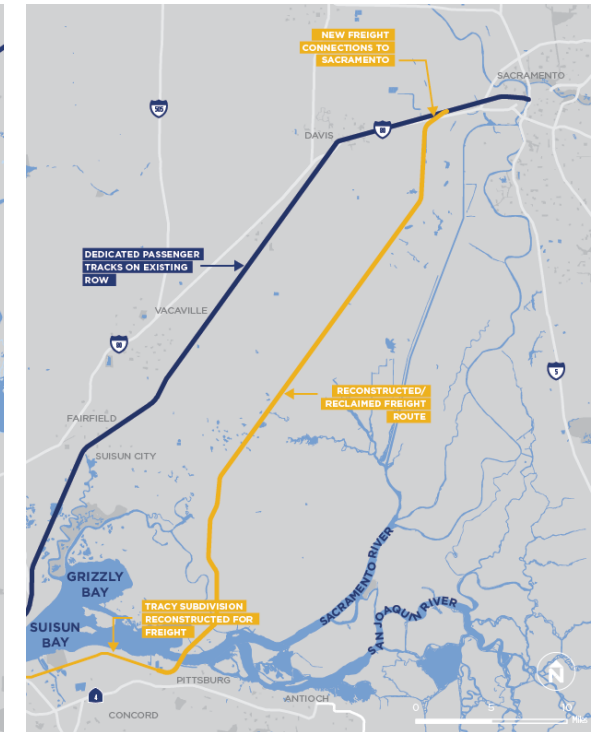 NEW FREIGHT
CONNECTIONS TO
SACRAMENTO
SACRAMENTO
505
DAVIS
80
DEDICATED PASSENGER
TRACKS ON EXISTING
ROW
VACAVILLE
80
5
RECONSTRUCTED/
RECLAIMED FREIGHT
ROUTE
FAIRFIELD
SUISUN CITY
GRIZZLY
BAY
SACRAMENTO RIVER
SAN JOAQUIN RIVER
TRACY SUBDIVISION
RECONSTRUCTED FOR
FREIGHT
SUISUN
BAY
PITTSBURG
4
ANTIOCH
CONCORD
N
0 5 10
Miles